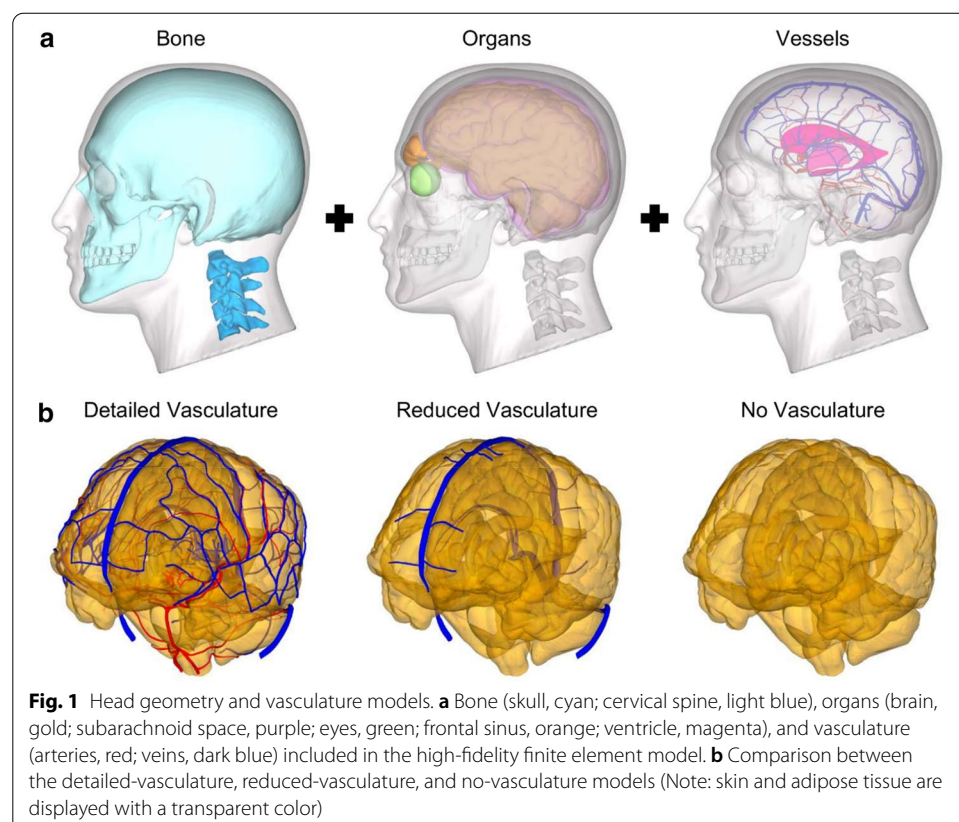 a
Bone
Organs
Vessels
b
Detailed Vasculature
Reduced Vasculature
No Vasculature
Fig. 1 Head geometry and vasculature models. a Bone (skull, cyan; cervical spine, light blue), organs (brain,
gold; subarachnoid space, purple; eyes, green; frontal sinus, orange; ventricle, magenta), and vasculature
(arteries, red; veins, dark blue) included in the high-fidelity finite element model. b Comparison between
the detailed-vasculature, reduced-vasculature, and no-vasculature models (Note: skin and adipose tissue are
displayed with a transparent color)